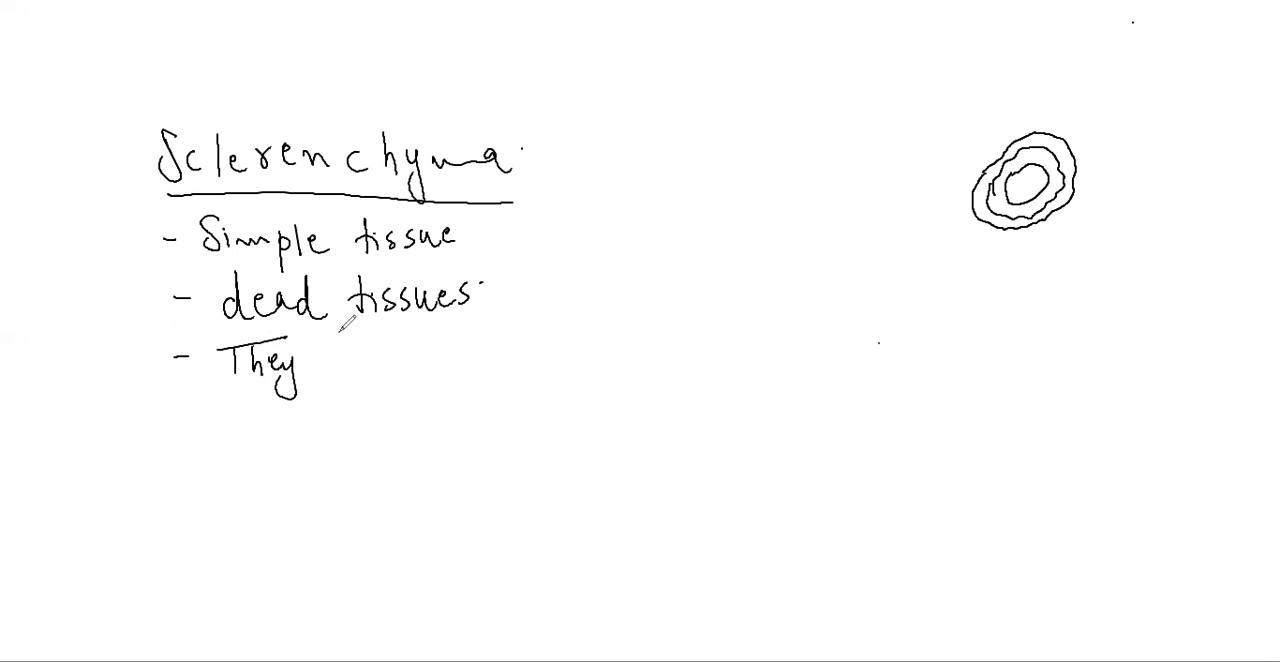 Sclerenchyma.
- Simple tissue
- dead tissues.
- They